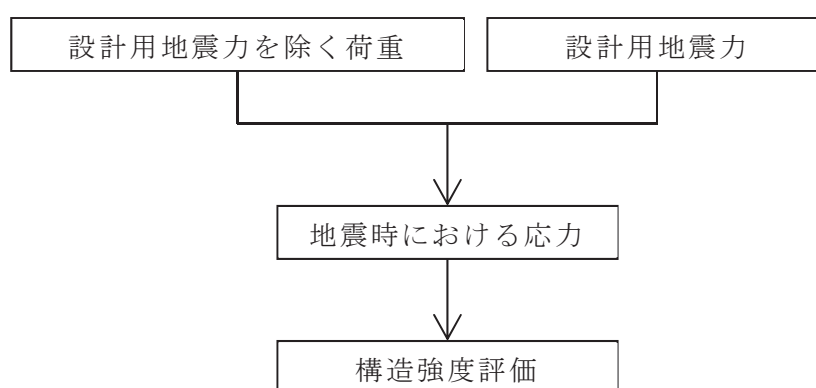 設計用地震力を除く荷重
設計用地震力
地震時における応力
構造強度評価